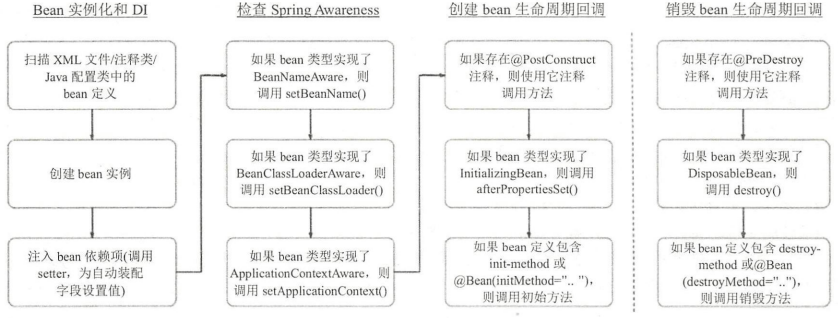 Bean 实例化和 DI
扫描 XML 文件/注释类/
Java 配置类中的
bean 定义
创建 bean 实例
注入 bean 依赖项(调用
setter，为自动装配
字段设置值)
检查 Spring Awareness
如果 bean 类型实现了
BeanNameAware，则
调用 setBeanName()
如果 bean 类型实现了
BeanClassLoaderAware，则
调用 setBeanClassLoader()
如果 bean 类型实现了
ApplicationContextAware，则
调用 setApplicationContext()
创建 bean 生命周期回调
如果存在@PostConstruct
注释，则使用它注释
调用方法
如果 bean 类型实现了
InitializingBean，则调用
afterPropertiesSet()
如果 bean 定义包含
init-method 或
@Bean(initMethod=".. ")，
则调用初始方法
销毁 bean 生命周期回调
如果存在@PreDestroy
注释，则使用它注释
调用方法
如果 bean 类型实现了
DisposableBean，则
调用 destroy()
如果 bean 定义包含 destroy-
method 或@Bean
(destroyMethod="..")，
则调用销毁方法